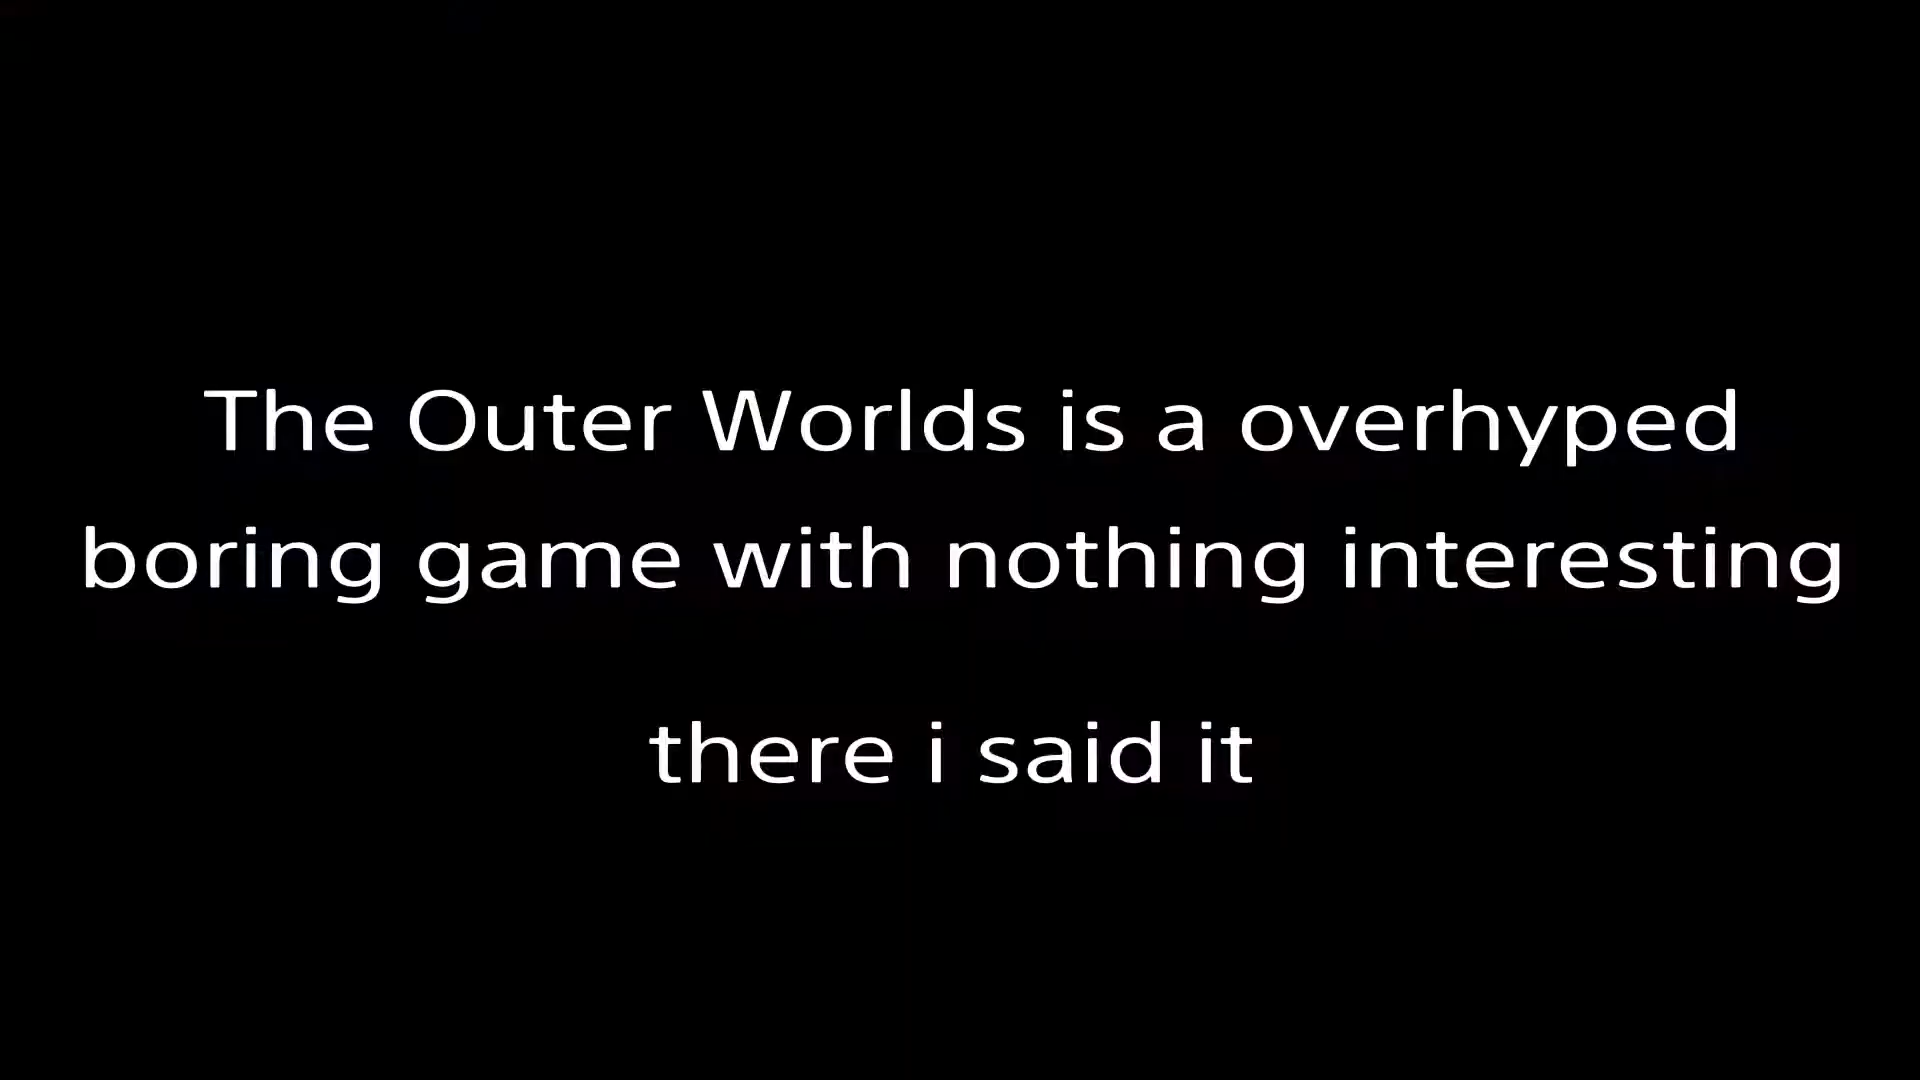 The Outer Worlds is a overhyped
boring game with nothing interesting
there i said it